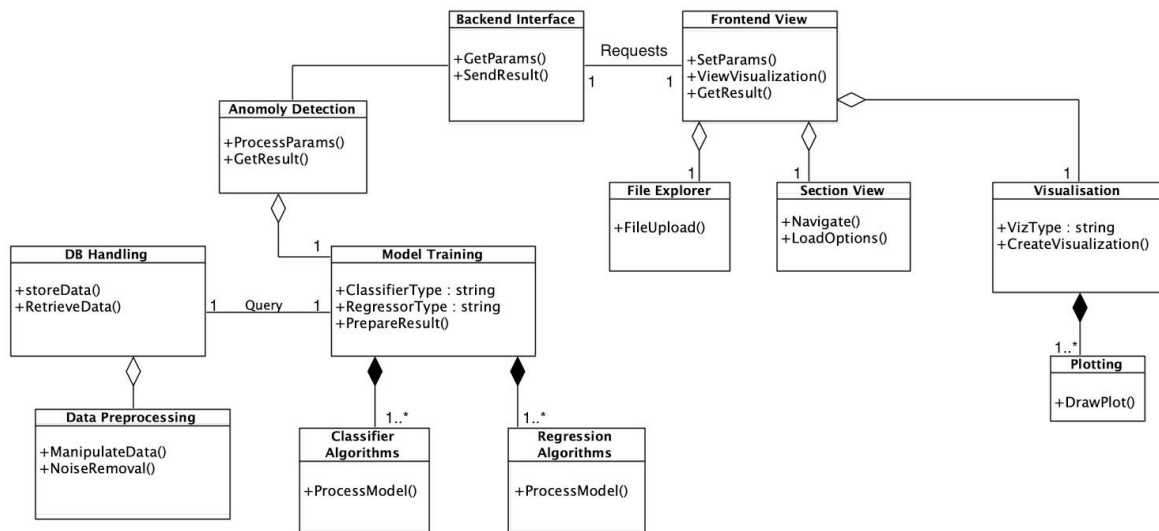 Backend Interface
+GetParams()
+SendResult()
Requests
1
1
Frontend View
+SetParams()
+ViewVisualization()
+GetResult()
Anomoly Detection
+ProcessParams()
+GetResult()
1
File Explorer
+FileUpload()
1
Section View
+Navigate()
+LoadOptions()
1
Visualisation
+VizType : string
+CreateVisualization()
DB Handling
+storeData()
+RetrieveData()
1
Query
1
1
Model Training
+ClassifierType : string
+RegressorType : string
+PrepareResult()
1..*
Plotting
+DrawPlot()
Data Preprocessing
+ManipulateData()
+NoiseRemoval()
1..*
Classifier
Algorithms
+ProcessModel()
1..*
Regression
Algorithms
+ProcessModel()